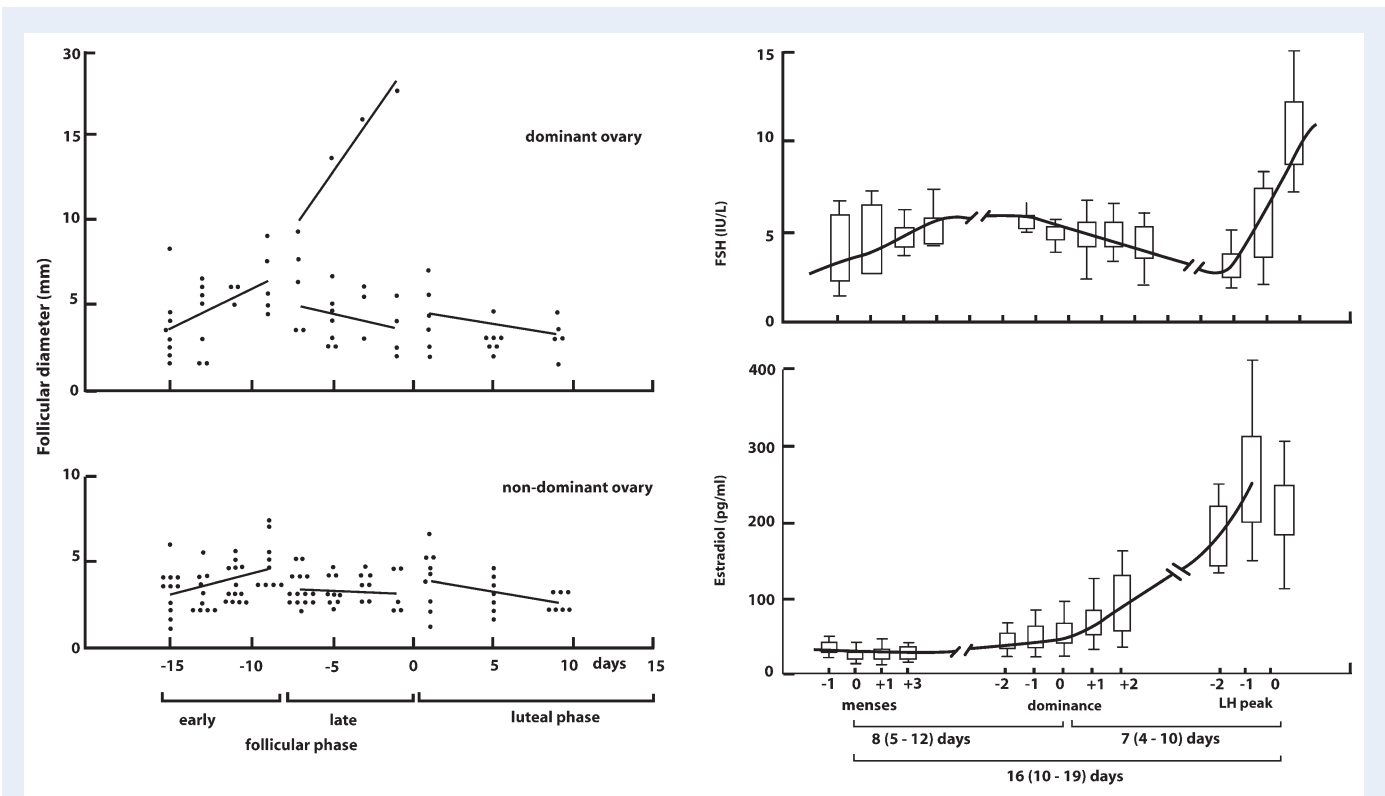 Follicular diameter (mm)
30
15
10
5
0
dominant ovary
10
5
0
non-dominant ovary
-15 -10 -5 0 5 10 days 15
early late luteal phase
follicular phase
FSH (IU/L)
15
10
5
0
Estradiol (pg/ml)
400
300
200
100
0
-1 0 +1 +3 -2 -1 0 +1 +2 -2 -1 0
menses dominance LH peak
8 (5 - 12) days 7 (4 - 10) days
16 (10 - 19) days